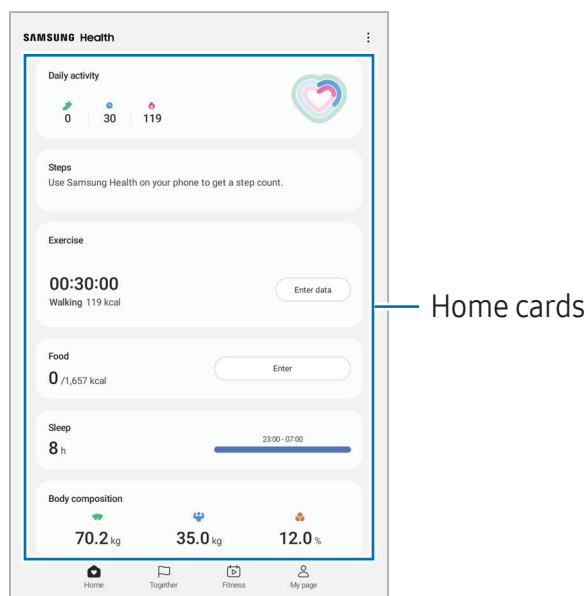 SAMSUNG Health
Daily activity
0 30 119
Steps
Use Samsung Health on your phone to get a step count.
Exercise
00:30:00
Walking 119 kcal
Enter data
Home cards
Food
0 /1,657 kcal
Enter
Sleep
8 h
23:00 - 07:00
Body composition
70.2 kg 35.0 kg 12.0 %
Home Together Fitness My page